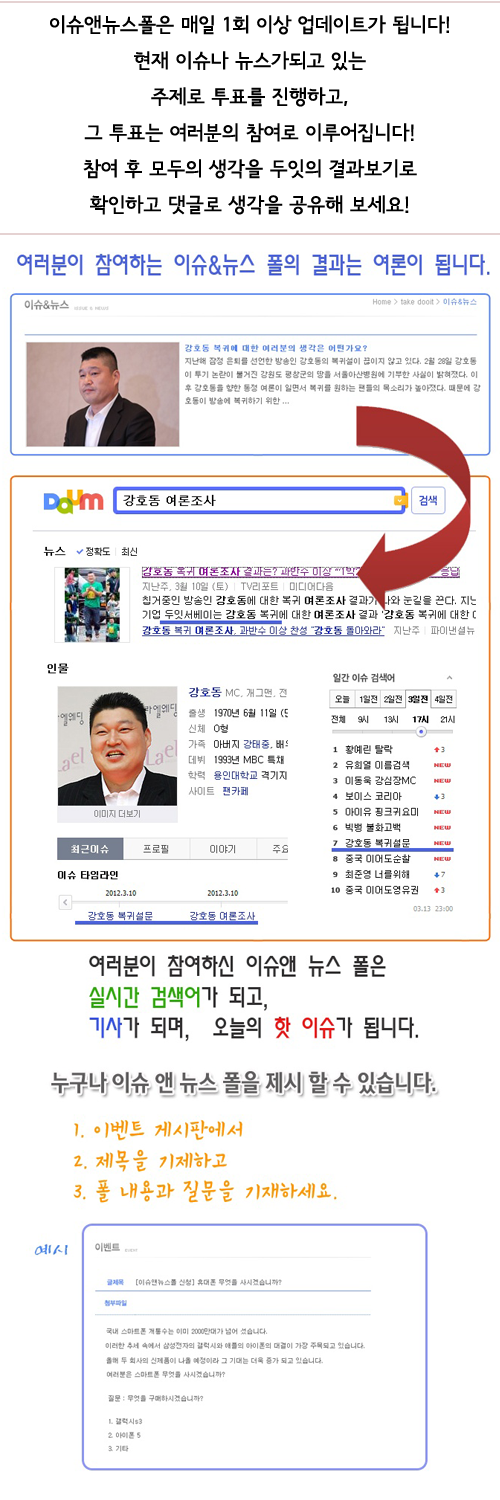 이슈앤뉴스폴은 매일 1회 이상 업데이트가 됩니다!
현재 이슈나 뉴스가되고 있는
주제로 투표를 진행하고,
그 투표는 여러분의 참여로 이루어집니다!
참여 후 모두의 생각을 두잇의 결과보기로
확인하고 댓글로 생각을 공유해 보세요!
여러분이 참여하는 이슈&뉴스 폴의 결과는 여론이 됩니다.
이슈&뉴스 ISSUE & NEWS
Home > take dooit > 이슈&뉴스
강호동 복귀에 대한 여러분의 생각은 어떤가요?
지난해 잠정 은퇴를 선언한 방송인 강호동의 복귀설이 끊이지 않고 있다. 2월 28일 강호동
이 투기 논란이 불거진 강원도 평창군의 땅을 서울아산병원에 기부한 사실이 밝혀졌다. 이
후 강호동을 향한 동정 여론이 일면서 복귀를 원하는 팬들의 목소리가 높아졌다. 때문에 강
호동이 방송에 복귀하기 위한 ...
Daum 강호동 여론조사 검색
뉴스 정확도 | 최신
강호동 복귀 여론조사 결과는? 과반수 이상 "'1박2 응답
지난주, 3월 10일 (토) | TV리포트 | 미디어다음
칩거중인 방송인 강호동에 대한 복귀 여론조사 결과가 나와 눈길을 끈다. 지난
기업 두잇서베이는 강호동 복귀에 대한 여론조사 결과 '강호동 복귀에 대한
강호동 복귀 여론조사, 과반수 이상 찬성 "강호동 돌아와라" 지난주 | 파이낸셜뉴
인물
강호동 MC, 개그맨, 전
출생 1970년 6월 11일
신체 O형
가족 아버지 강태중, 배우
데뷔 1993년 MBC 특채
학력 용인대학교 격기지
사이트 팬카페
이미지 더보기
최근이슈 프로필 이야기 주요
이슈 타임라인
2012.3.10 2012.3.10
강호동 복귀설문 강호동 여론조사
일간 이슈 검색어
오늘 1일전 2일전 3일전 4일전
전체 9시 13시 17시 21시
1 황예린 탈락 3
2 유희열 이름검색 NEW
3 이동욱 강심장MC NEW
4 보이스 코리아 3
5 아이유 핑크귀요미 NEW
6 빅뱅 불화고백 NEW
7 강호동 복귀설문 NEW
8 중국 이어도순찰 NEW
9 최준영 너를위해 7
10 중국 이어도영유권 3
03.13 23:00
여러분이 참여하신 이슈앤 뉴스 폴은
실시간 검색어가 되고,
기사가 되며, 오늘의 핫 이슈가 됩니다.
누구나 이슈 앤 뉴스 폴을 제시 할 수 있습니다.
1. 이벤트 게시판에서
2. 제목을 기제하고
3. 폴 내용과 질문을 기재하세요.
예시
이벤트 EVENT
글제목 [이슈앤뉴스폴 신청] 휴대폰 무엇을 사시겠습니까?
첨부파일
국내 스마트폰 개통수는 이미 2000만대가 넘어 섰습니다.
이러한 추세 속에서 삼성전자의 갤럭시와 애플의 아이폰의 대결이 가장 주목되고 있습니다.
올해 두 회사의 신제품이 나올 예정이라 그 기대는 더욱 증가 되고 있습니다.
여러분은 스마트폰 무엇을 사시겠습니까?
질문 : 무엇을 구매하시겠습니까?
1. 갤럭시s3
2. 아이폰 5
3. 기타